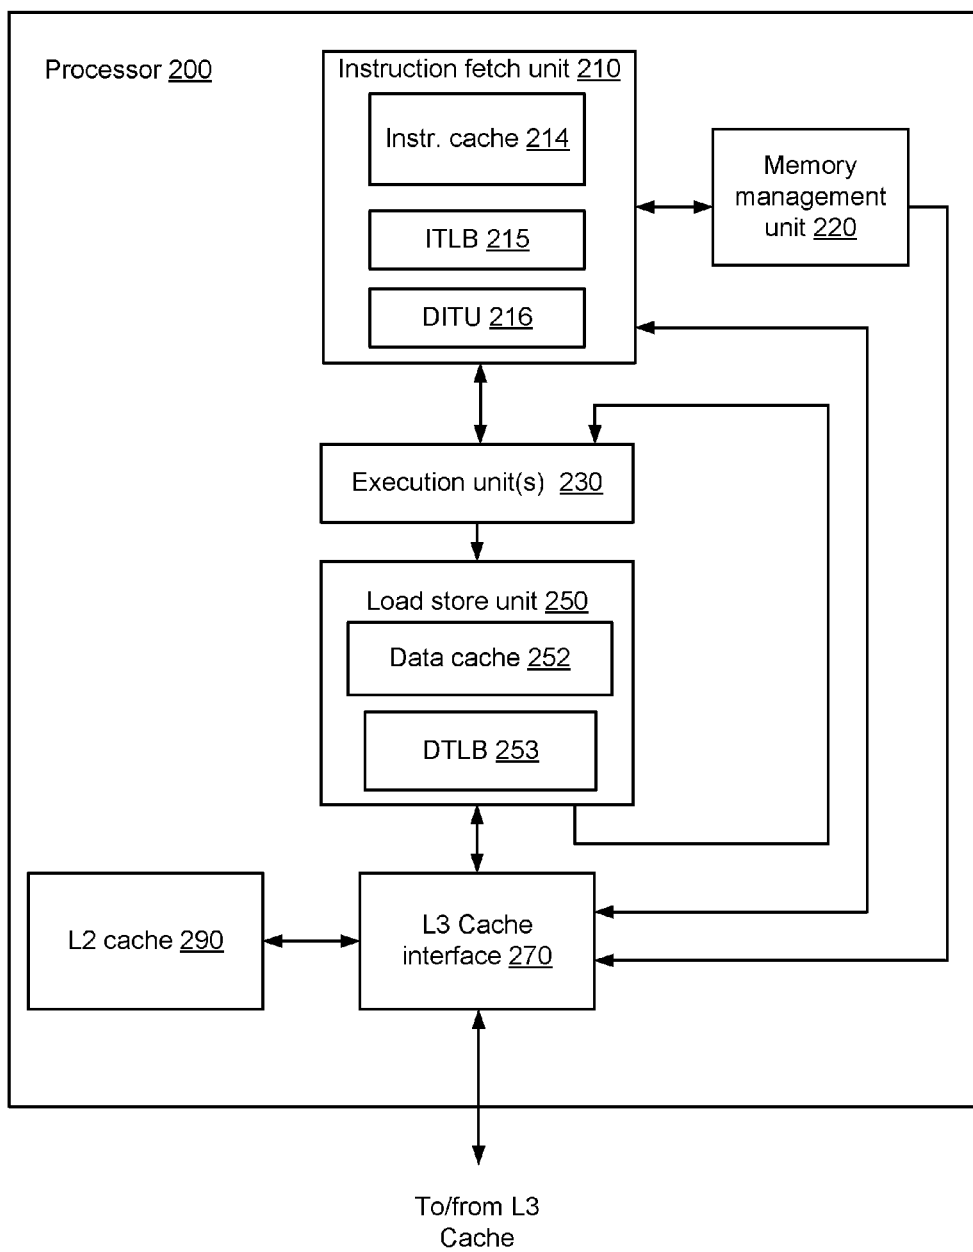 Processor 200
Instruction fetch unit 210
Instr. cache 214
ITLB 215
DITU 216
Memory
management
unit 220
Execution unit(s) 230
Load store unit 250
Data cache 252
DTLB 253
L2 cache 290
L3 Cache
interface 270
To/from L3
Cache